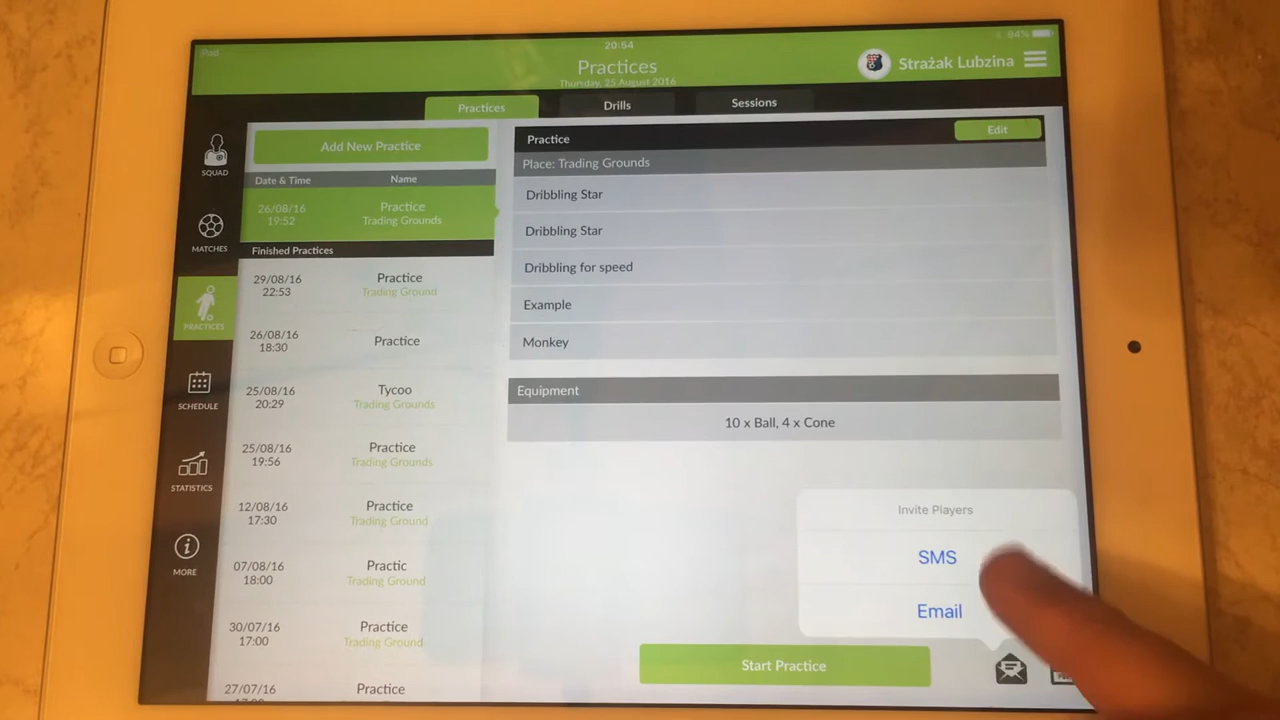 iPad
20:54
94%
Practices
Thursday, 25 August 2016
Strażak Lubzina
Practices
Drills
Sessions
SQUAD
MATCHES
PRACTICES
SCHEDULE
STATISTICS
MORE
Add New Practice
Date & Time
Name
26/08/16
19:52
Practice
Trading Grounds
Finished Practices
29/08/16
22:53
Practice
Trading Ground
26/08/16
18:30
Practice
25/08/16
20:29
Tycoo
Trading Grounds
25/08/16
19:56
Practice
Trading Grounds
12/08/16
17:30
Practice
Trading Ground
07/08/16
18:00
Practic
Trading Ground
30/07/16
17:00
Practice
Trading Ground
27/07/16
Practice
Practice
Edit
Place: Trading Grounds
Dribbling Star
Dribbling Star
Dribbling for speed
Example
Monkey
Equipment
10 x Ball, 4 x Cone
Invite Players
SMS
Email
Start Practice